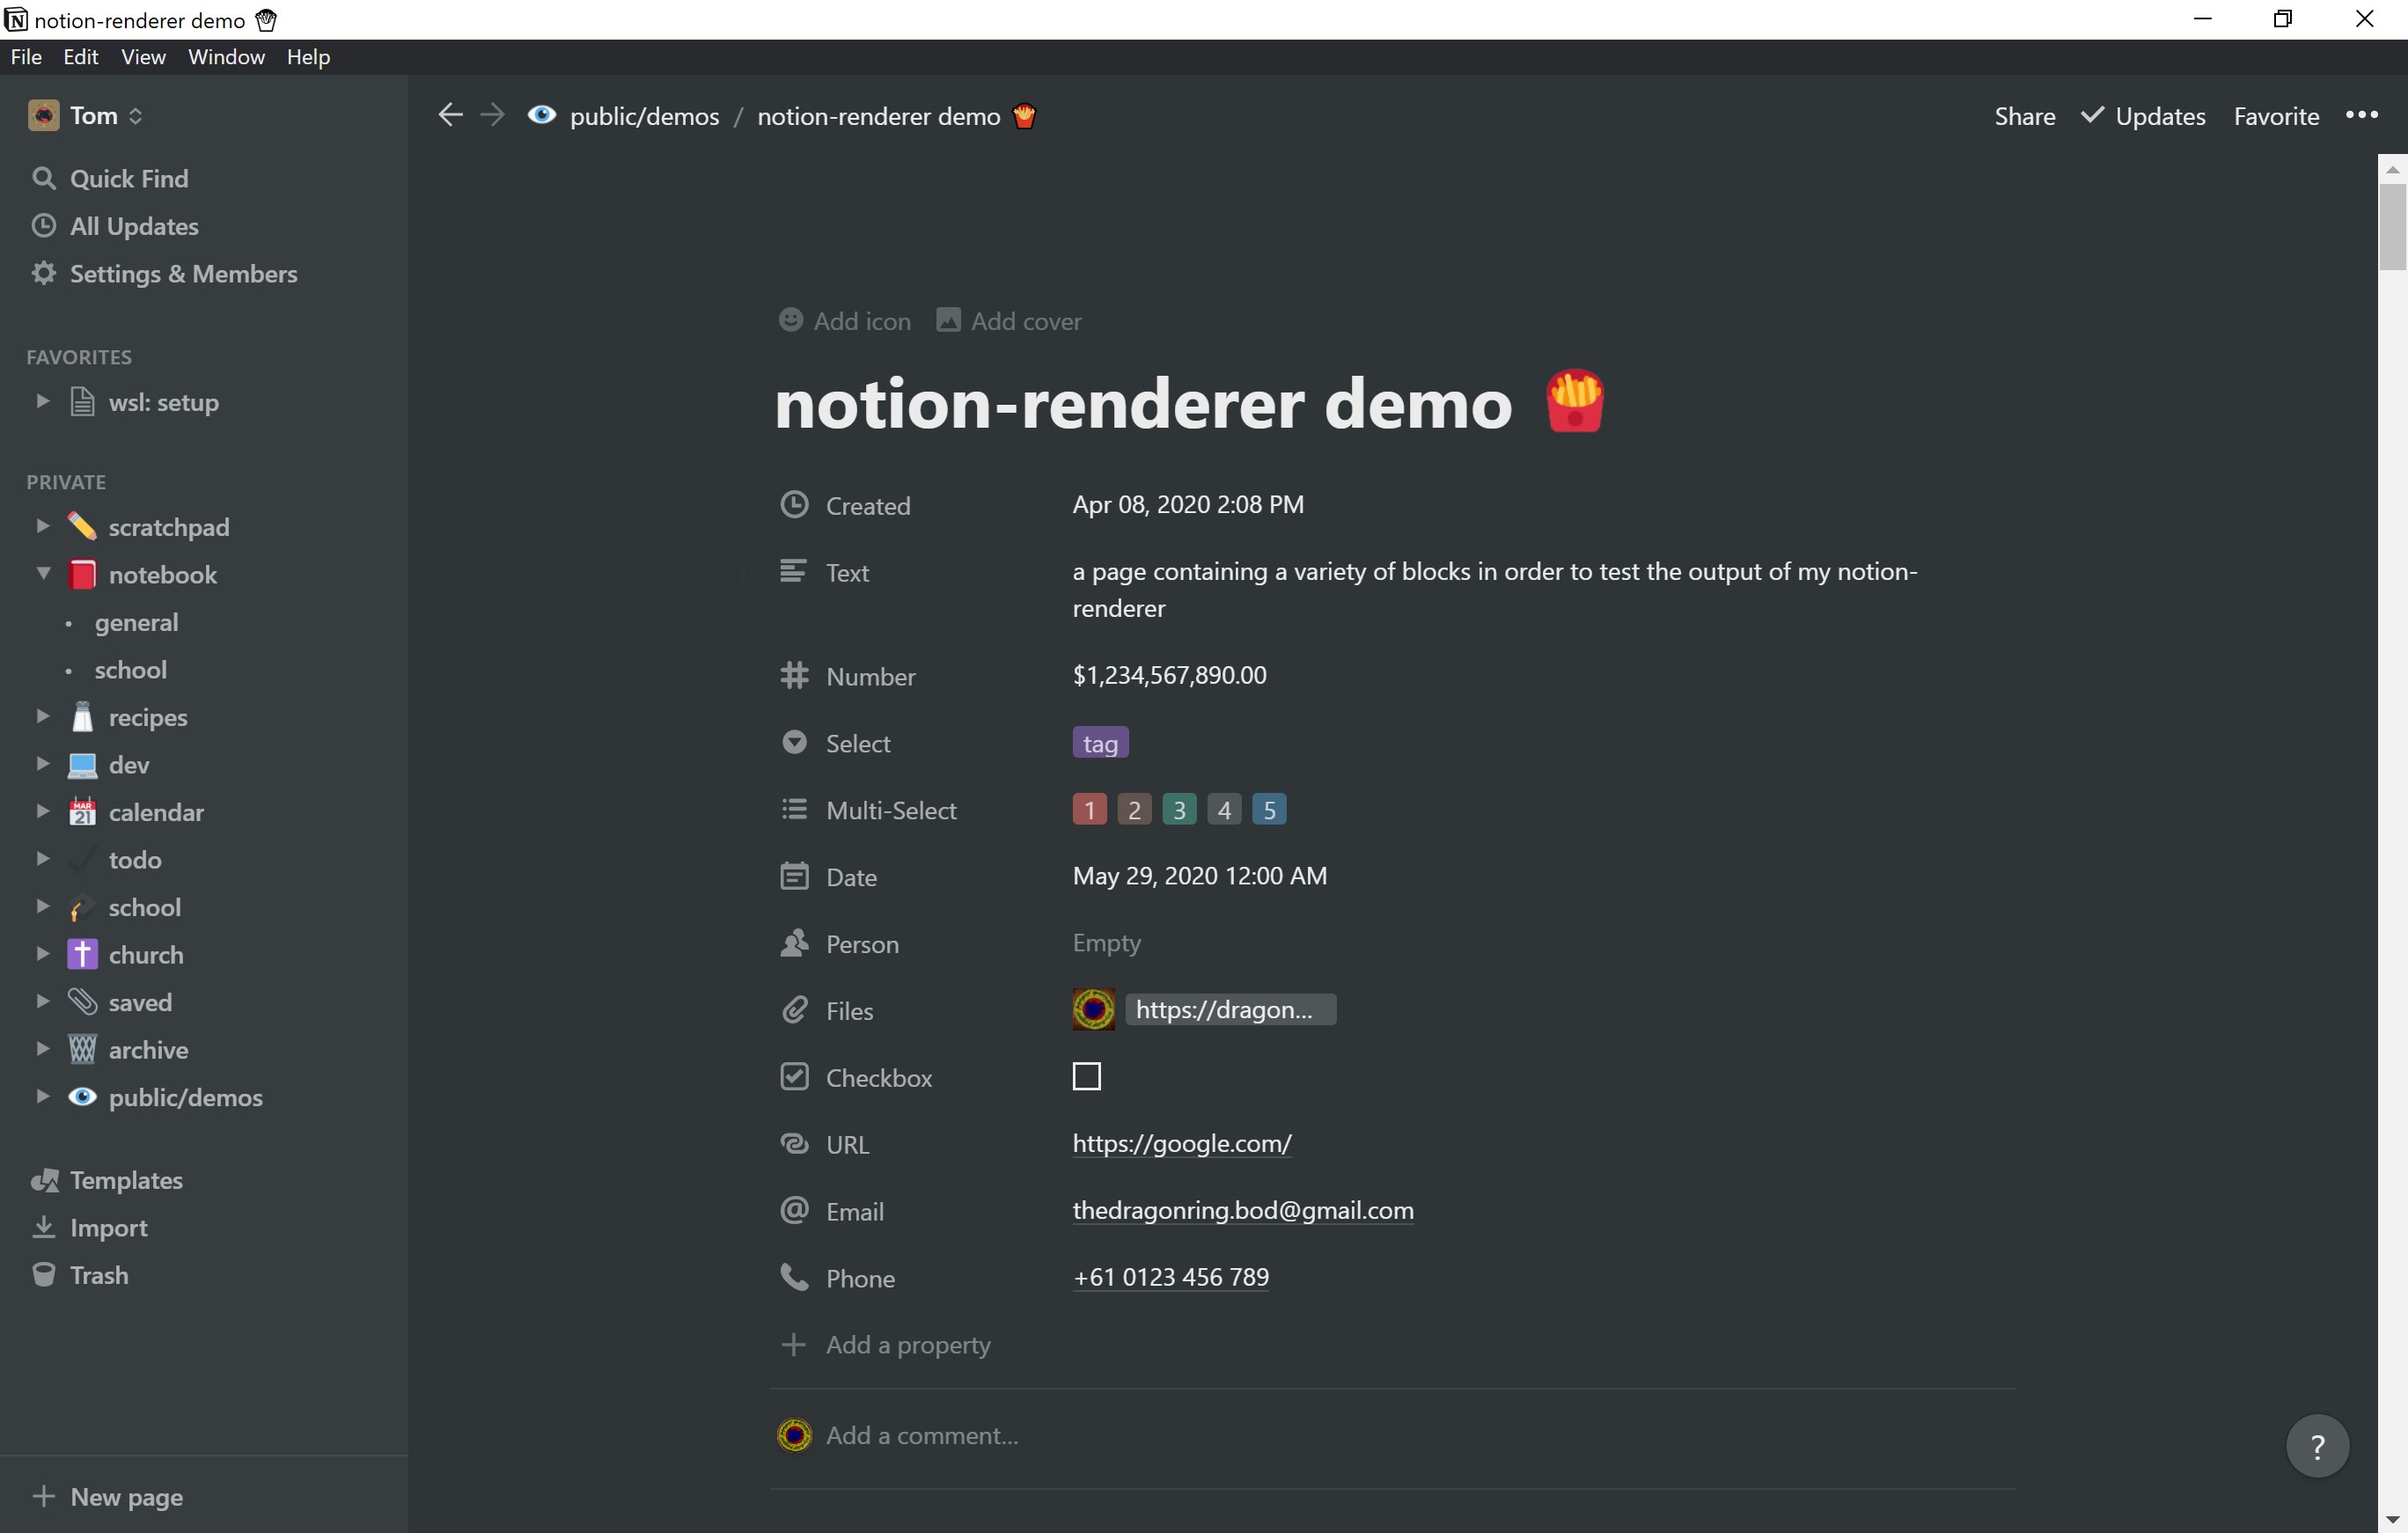 notion-renderer demo
File Edit View Window Help
Tom
Quick Find
All Updates
Settings & Members
FAVORITES
wsl: setup
PRIVATE
scratchpad
notebook
• general
• school
recipes
dev
MAR
21
calendar
todo
school
church
saved
archive
public/demos
Templates
Import
Trash
New page
public/demos / notion-renderer demo
Share Updates Favorite •••
Add icon Add cover
notion-renderer demo
Created Apr 08, 2020 2:08 PM
Text a page containing a variety of blocks in order to test the output of my notion-
renderer
Number $1,234,567,890.00
Select tag
Multi-Select 1 2 3 4 5
Date May 29, 2020 12:00 AM
Person Empty
Files https://dragon...
Checkbox
URL https://google.com/
Email thedragonring.bod@gmail.com
Phone +61 0123 456 789
Add a property
Add a comment...
?